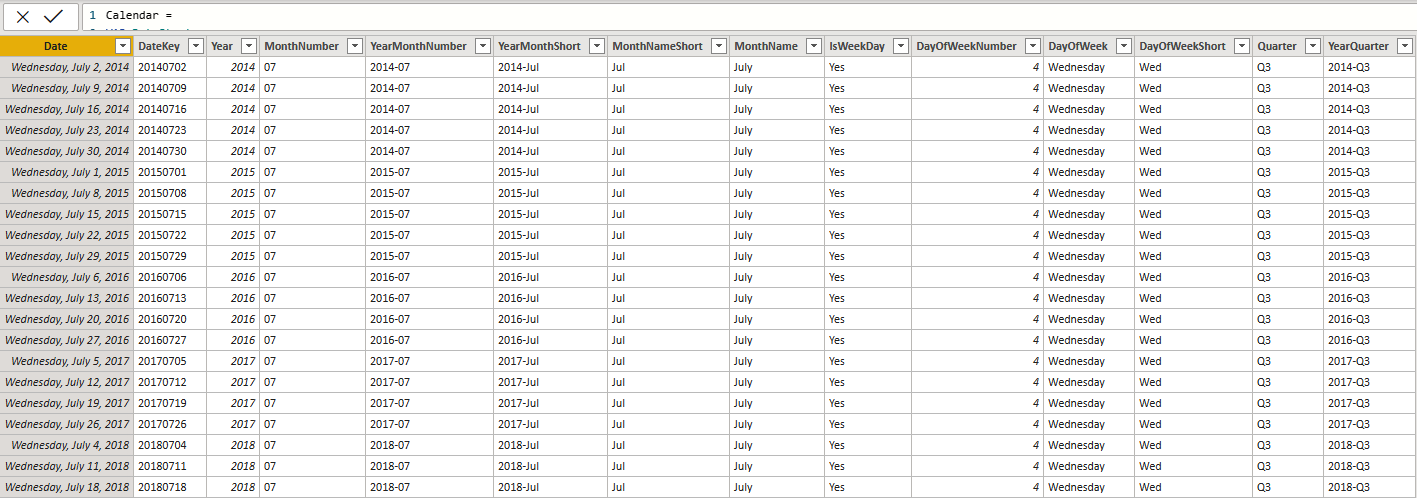 1 Calendar =
Date DateKey Year MonthNumber YearMonthNumber YearMonthShort MonthNameShort MonthName IsWeekDay DayOfWeekNumber DayOfWeek DayOfWeekShort Quarter YearQuarter
Wednesday, July 2, 2014 20140702 2014 07 2014-07 2014-Jul Jul July Yes 4 Wednesday Wed Q3 2014-Q3
Wednesday, July 9, 2014 20140709 2014 07 2014-07 2014-Jul Jul July Yes 4 Wednesday Wed Q3 2014-Q3
Wednesday, July 16, 2014 20140716 2014 07 2014-07 2014-Jul Jul July Yes 4 Wednesday Wed Q3 2014-Q3
Wednesday, July 23, 2014 20140723 2014 07 2014-07 2014-Jul Jul July Yes 4 Wednesday Wed Q3 2014-Q3
Wednesday, July 30, 2014 20140730 2014 07 2014-07 2014-Jul Jul July Yes 4 Wednesday Wed Q3 2014-Q3
Wednesday, July 1, 2015 20150701 2015 07 2015-07 2015-Jul Jul July Yes 4 Wednesday Wed Q3 2015-Q3
Wednesday, July 8, 2015 20150708 2015 07 2015-07 2015-Jul Jul July Yes 4 Wednesday Wed Q3 2015-Q3
Wednesday, July 15, 2015 20150715 2015 07 2015-07 2015-Jul Jul July Yes 4 Wednesday Wed Q3 2015-Q3
Wednesday, July 22, 2015 20150722 2015 07 2015-07 2015-Jul Jul July Yes 4 Wednesday Wed Q3 2015-Q3
Wednesday, July 29, 2015 20150729 2015 07 2015-07 2015-Jul Jul July Yes 4 Wednesday Wed Q3 2015-Q3
Wednesday, July 6, 2016 20160706 2016 07 2016-07 2016-Jul Jul July Yes 4 Wednesday Wed Q3 2016-Q3
Wednesday, July 13, 2016 20160713 2016 07 2016-07 2016-Jul Jul July Yes 4 Wednesday Wed Q3 2016-Q3
Wednesday, July 20, 2016 20160720 2016 07 2016-07 2016-Jul Jul July Yes 4 Wednesday Wed Q3 2016-Q3
Wednesday, July 27, 2016 20160727 2016 07 2016-07 2016-Jul Jul July Yes 4 Wednesday Wed Q3 2016-Q3
Wednesday, July 5, 2017 20170705 2017 07 2017-07 2017-Jul Jul July Yes 4 Wednesday Wed Q3 2017-Q3
Wednesday, July 12, 2017 20170712 2017 07 2017-07 2017-Jul Jul July Yes 4 Wednesday Wed Q3 2017-Q3
Wednesday, July 19, 2017 20170719 2017 07 2017-07 2017-Jul Jul July Yes 4 Wednesday Wed Q3 2017-Q3
Wednesday, July 26, 2017 20170726 2017 07 2017-07 2017-Jul Jul July Yes 4 Wednesday Wed Q3 2017-Q3
Wednesday, July 4, 2018 20180704 2018 07 2018-07 2018-Jul Jul July Yes 4 Wednesday Wed Q3 2018-Q3
Wednesday, July 11, 2018 20180711 2018 07 2018-07 2018-Jul Jul July Yes 4 Wednesday Wed Q3 2018-Q3
Wednesday, July 18, 2018 20180718 2018 07 2018-07 2018-Jul Jul July Yes 4 Wednesday Wed Q3 2018-Q3